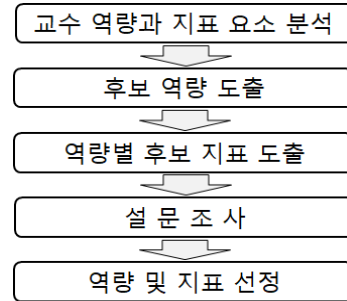 교수 역량과 지표 요소 분석
후보 역량 도출
역량별 후보 지표 도출
설 문 조 사
역량 및 지표 선정